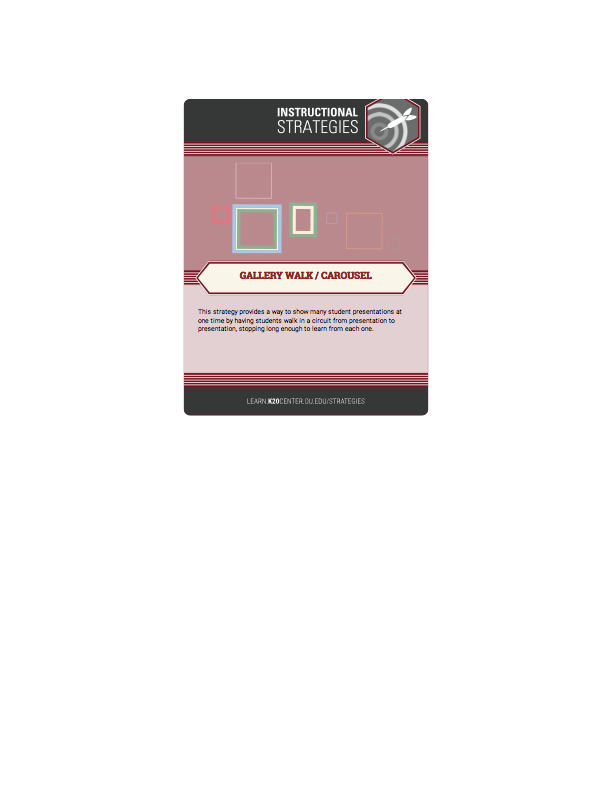 INSTRUCTIONAL
STRATEGIES
GALLERY WALK / CAROUSEL
This strategy provides a way to show many student presentations at
one time by having students walk in a circuit from presentation to
presentation, stopping long enough to learn from each one.
LEARN.K20CENTER.OU.EDU/STRATEGIES